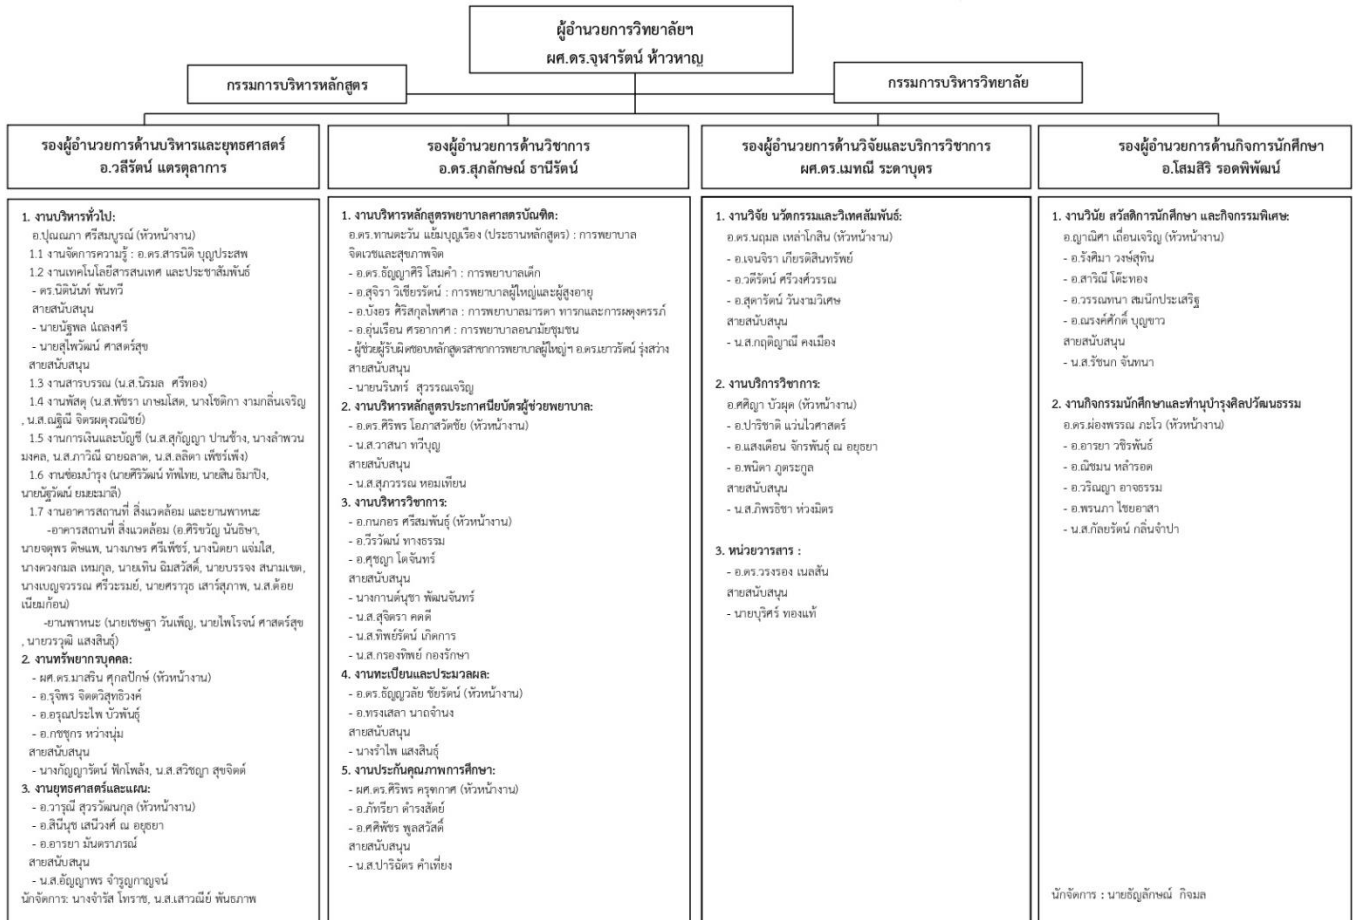 ผู้อำนวยการวิทยาลัยฯ
ผศ.ดร.จุฬารัตน์ ห้าวหาญ
กรรมการบริหารหลักสูตร
กรรมการบริหารวิทยาลัย
รองผู้อำนวยการด้านบริหารและยุทธศาสตร์
อ.วลีรัตน์ แตรตุลาการ
1. งานบริหารทั่วไป:
อ.ปุณณภา ศรีสมบูรณ์ (หัวหน้างาน)
1.1 งานจัดการความรู้ : อ.ดร.สารนิติ บุญประสพ
1.2 งานเทคโนโลยีสารสนเทศ และประชาสัมพันธ์
- ดร.นิตินันท์ พันทวี
สายสนับสนุน
- นายนัฐพล แถลงศรี
- นายสุไพวัฒน์ ศาสตร์สุข
สายสนับสนุน
1.3 งานสารบรรณ (น.ส.นิรมล ศรีทอง)
1.4 งานพัสดุ (น.ส.พัชรา เกษมโสต, นางโชติกา งามกลิ่นเจริญ
, น.ส.ณฐิณี จิตรผดุงวณิชย์)
1.5 งานการเงินและบัญชี (น.ส.สุกัญญา ปานช้าง, นางลำพวน
มงคล, น.ส.ภาวิณี ฉายฉลาด, น.ส.ลลิตา เพ็ชร์เพ็ง)
1.6 งานซ่อมบำรุง (นายศิริวัฒน์ ทัพไทย, นายสิน ธิมาปิง,
นายนัฐวัฒน์ ยมยะมาลี)
1.7 งานอาคารสถานที่ สิ่งแวดล้อม และยานพาหนะ
-อาคารสถานที่ สิ่งแวดล้อม (อ.ศิริขวัญ นันธิษา,
นายจตุพร ดิษแพ, นางเกษร ศรีเพ็ชร์, นางนิตยา แจ่มใส,
นางดวงกมล เหมกุล, นายเทิน ฉิมสวัสดิ์, นายบรรจง สนามเขต,
นางเบญจวรรณ ศรีวะรมย์, นายศราวุธ เสาร์สุภาพ, น.ส.ต้อย
เนียมก้อน)
-ยานพาหนะ (นายเชษฐา วันเพ็ญ, นายไพโรจน์ ศาสตร์สุข
, นายวรวุฒิ แสงสินธุ์)
2. งานทรัพยากรบุคคล:
- ผศ.ดร.มาสริน ศุกลปักษ์ (หัวหน้างาน)
- อ.รุจิพร จิตตวิสุทธิวงศ์
- อ.อรุณประไพ บัวพันธุ์
- อ.กชชุกร หว่างนุ่ม
สายสนับสนุน
- นางกัญญารัตน์ ฟักโพล้ง, น.ส.สวิชญา สุขจิตต์
3. งานยุทธศาสตร์และแผน:
- อ.วารุณี สุวรวัฒนกุล (หัวหน้างาน)
- อ.สินีนุช เสนีวงศ์ ณ อยุธยา
- อ.อารยา มันตราภรณ์
สายสนับสนุน
- น.ส.อัญญาพร จำรูญกาญจน์
นักจัดการ: นางจำรัส โทราช, น.ส.เสาวณีย์ พันธภาพ
รองผู้อำนวยการด้านวิชาการ
อ.ดร.สุภลักษณ์ ธานีรัตน์
1. งานบริหารหลักสูตรพยาบาลศาสตรบัณฑิต:
อ.ดร.ทานตะวัน แย้มบุญเรือง (ประธานหลักสูตร) : การพยาบาล
จิตเวชและสุขภาพจิต
- อ.ดร.ธัญญาศิริ โสมคำ : การพยาบาลเด็ก
- อ.สุจิรา วิเชียรรัตน์ : การพยาบาลผู้ใหญ่และผู้สูงอายุ
- อ.บังอร ศิริสกุลไพศาล : การพยาบาลมารดา ทารกและการผดุงครรภ์
- อ.อุ่นเรือน ศรอากาศ : การพยาบาลอนามัยชุมชน
- ผู้ช่วยผู้รับผิดชอบหลักสูตรสาขาการพยาบาลผู้ใหญ่ฯ อ.ดร.เยาวรัตน์ รุ่งสว่าง
สายสนับสนุน
- นายนรินทร์ สุวรรณเจริญ
2. งานบริหารหลักสูตรประกาศนียบัตรผู้ช่วยพยาบาล:
- อ.ดร.ศิริพร โอภาสวัตชัย (หัวหน้างาน)
- น.ส.วาสนา ทวีบุญ
สายสนับสนุน
- น.ส.สุภวรรณ หอมเทียน
3. งานบริหารวิชาการ:
- อ.กนกอร ศรีสมพันธุ์ (หัวหน้างาน)
- อ.วีรวัฒน์ ทางธรรม
- อ.ศุชญา โตจันทร์
สายสนับสนุน
- นางกานต์นุชา พัฒนจันทร์
- น.ส.สุจิตรา คดดี
- น.ส.ทิพย์รัตน์ เกิดการ
- น.ส.กรองทิพย์ กองรักษา
4. งานทะเบียนและประมวลผล:
- อ.ดร.ธัญญวลัย ชัยรัตน์ (หัวหน้างาน)
- อ.ทรงเสลา นาถจำนง
สายสนับสนุน
- นางรำไพ แสงสินธุ์
5. งานประกันคุณภาพการศึกษา:
- ผศ.ดร.ศิริพร ครุฑกาศ (หัวหน้างาน)
- อ.ภัทรียา ดำรงสัตย์
- อ.ศศิพัชร พูลสวัสดิ์
สายสนับสนุน
- น.ส.ปาริฉัตร คำเที่ยง
รองผู้อำนวยการด้านวิจัยและบริการวิชาการ
ผศ.ดร.เมทณี ระดาบุตร
1. งานวิจัย นวัตกรรมและวิเทศสัมพันธ์:
อ.ดร.นฤมล เหล่าโกสิน (หัวหน้างาน)
- อ.เจนจิรา เกียรติสินทรัพย์
- อ.วดีรัตน์ ศรีวงศ์วรรณ
- อ.สุดารัตน์ วันงามวิเศษ
สายสนับสนุน
- น.ส.กฤติญาณี คงเมือง
2. งานบริการวิชาการ:
อ.ศศิญา บัวผุด (หัวหน้างาน)
- อ.ปาริชาติ แว่นไวศาสตร์
- อ.แสงเดือน จักรพันธุ์ ณ อยุธยา
- อ.พนิดา ภูตระกูล
สายสนับสนุน
- น.ส.ภิพรธิชา ห่วงมิตร
3. หน่วยวารสาร :
- อ.ดร.วรงรอง เนลสัน
สายสนับสนุน
- นายบุริศร์ ทองแท้
รองผู้อำนวยการด้านกิจการนักศึกษา
อ.โสมสิริ รอดพิพัฒน์
1. งานวินัย สวัสดิการนักศึกษา และกิจกรรมพิเศษ:
อ.ญาณิศา เถื่อนเจริญ (หัวหน้างาน)
- อ.รังศิมา วงษ์สุทิน
- อ.สาริณี โต๊ะทอง
- อ.วรรณทนา สมนึกประเสริฐ
- อ.ณรงค์ศักดิ์ บุญขาว
สายสนับสนุน
- น.ส.รัชนก จันทนา
2. งานกิจกรรมนักศึกษาและทำนุบำรุงศิลปวัฒนธรรม
อ.ดร.ผ่องพรรณ ภะโว (หัวหน้างาน)
- อ.อารยา วชิรพันธ์
- อ.ณิชมน หลำรอด
- อ.วริณญา อาจธรรม
- อ.พรนภา ไชยอาสา
- น.ส.กัลยรัตน์ กลิ่นจำปา
นักจัดการ : นายธัญลักษณ์ กิจมล